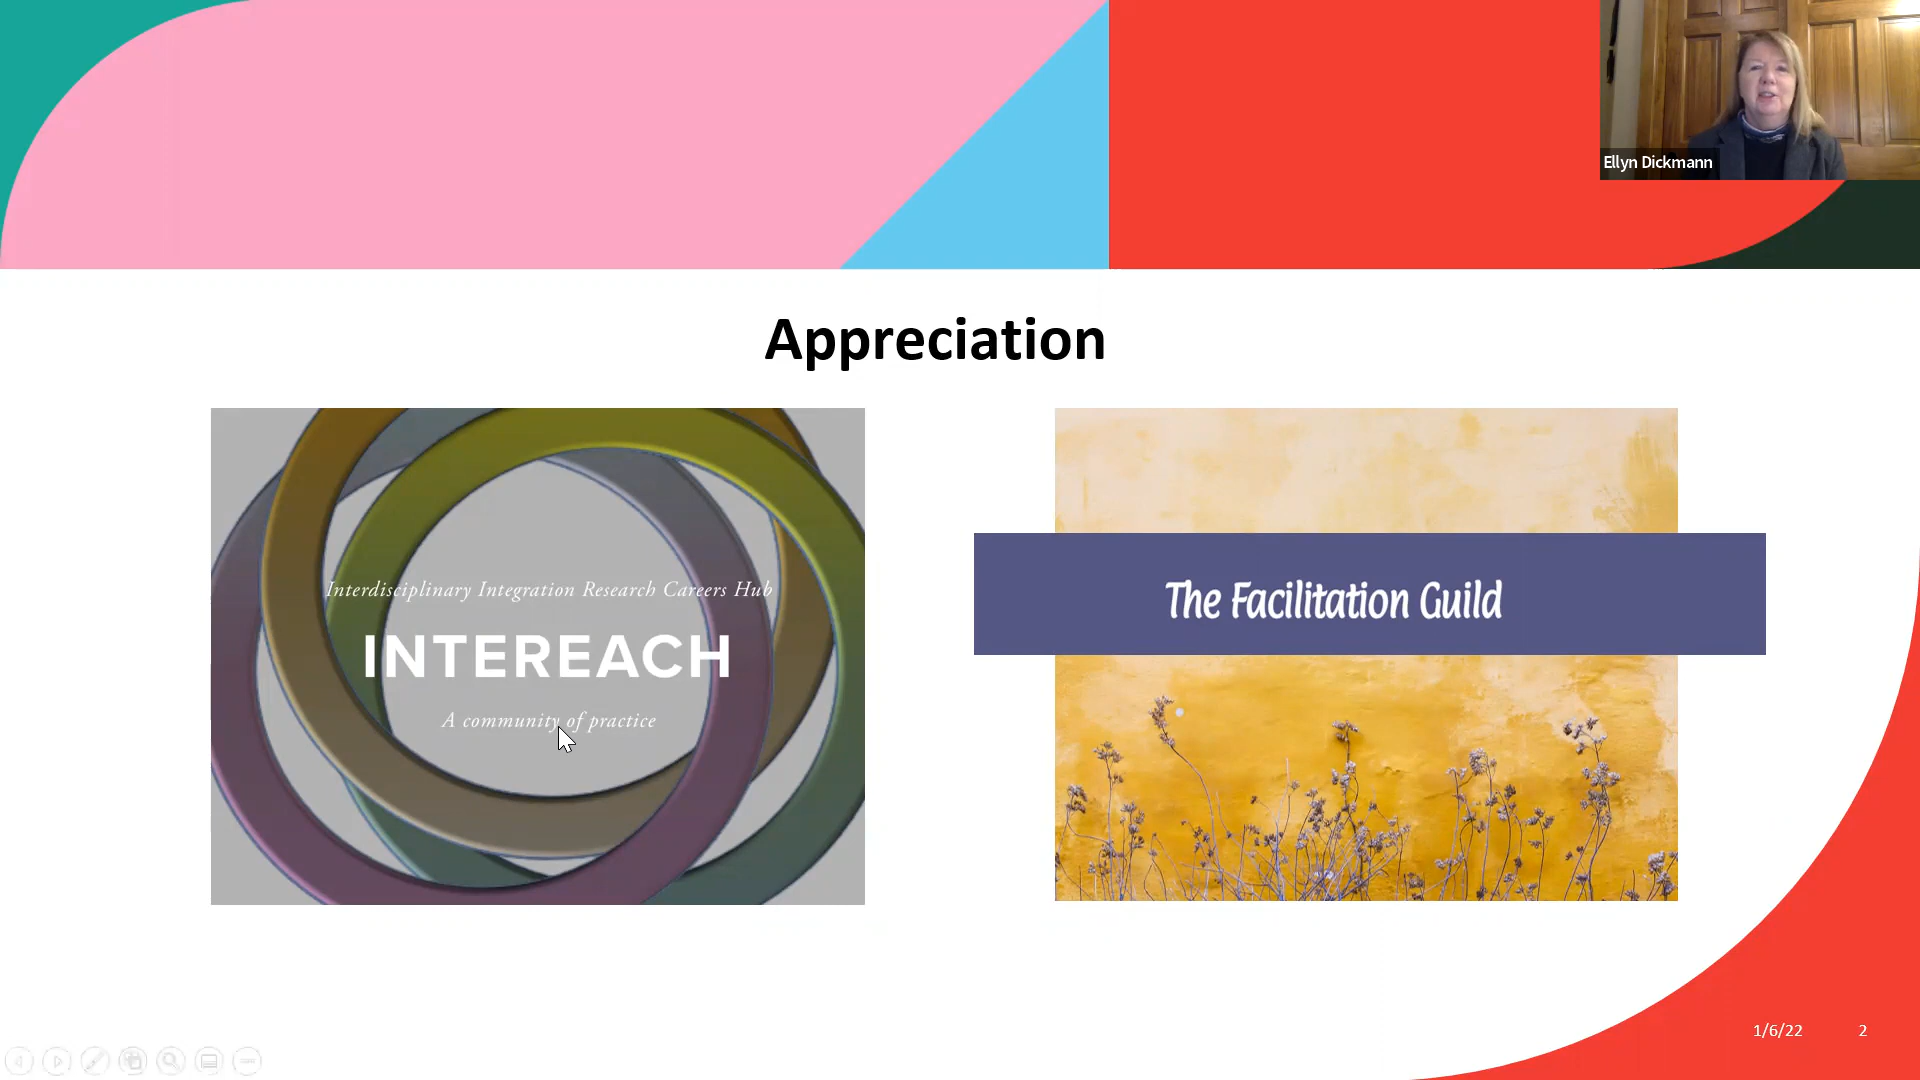 Ellyn Dickmann
Appreciation
Interdisciplinary Integration Research Careers Hub
INTEREACH
A community of practice
The Facilitation Guild
1/6/22
2